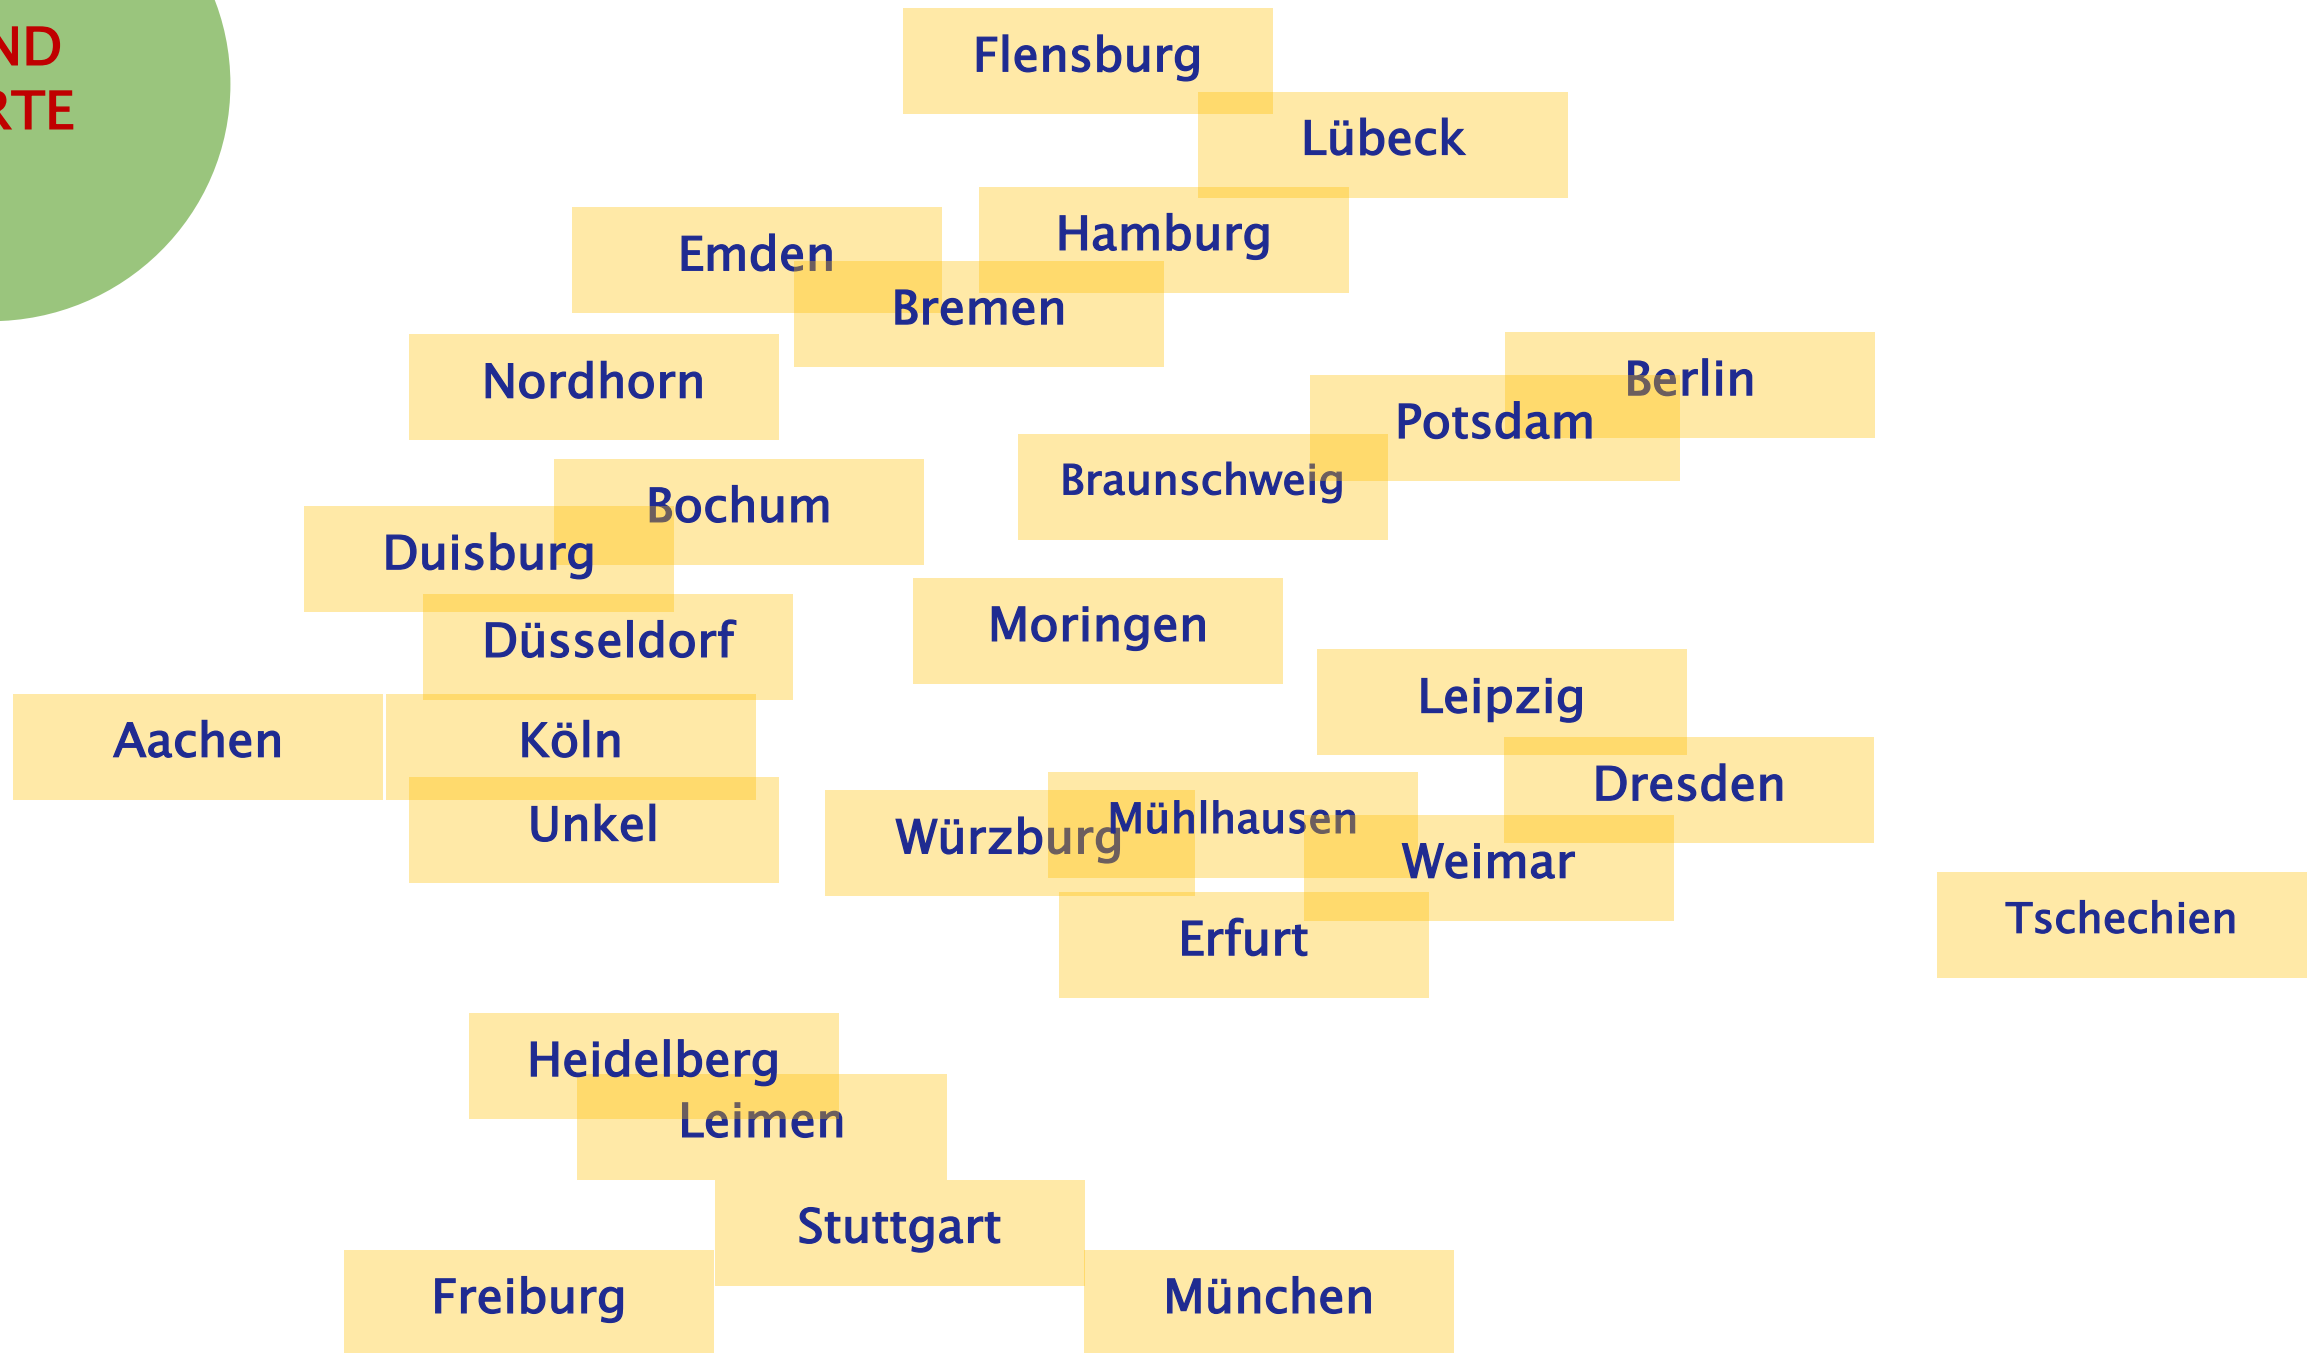 ND
RTE
Flensburg
Lübeck
Hamburg
Emden
Bremen
Nordhorn
Berlin
Potsdam
Braunschweig
Bochum
Duisburg
Düsseldorf
Moringen
Leipzig
Aachen
Köln
Dresden
Unkel
Würzburg
Mühlhausen
Weimar
Tschechien
Erfurt
Heidelberg
Leimen
Stuttgart
Freiburg
München